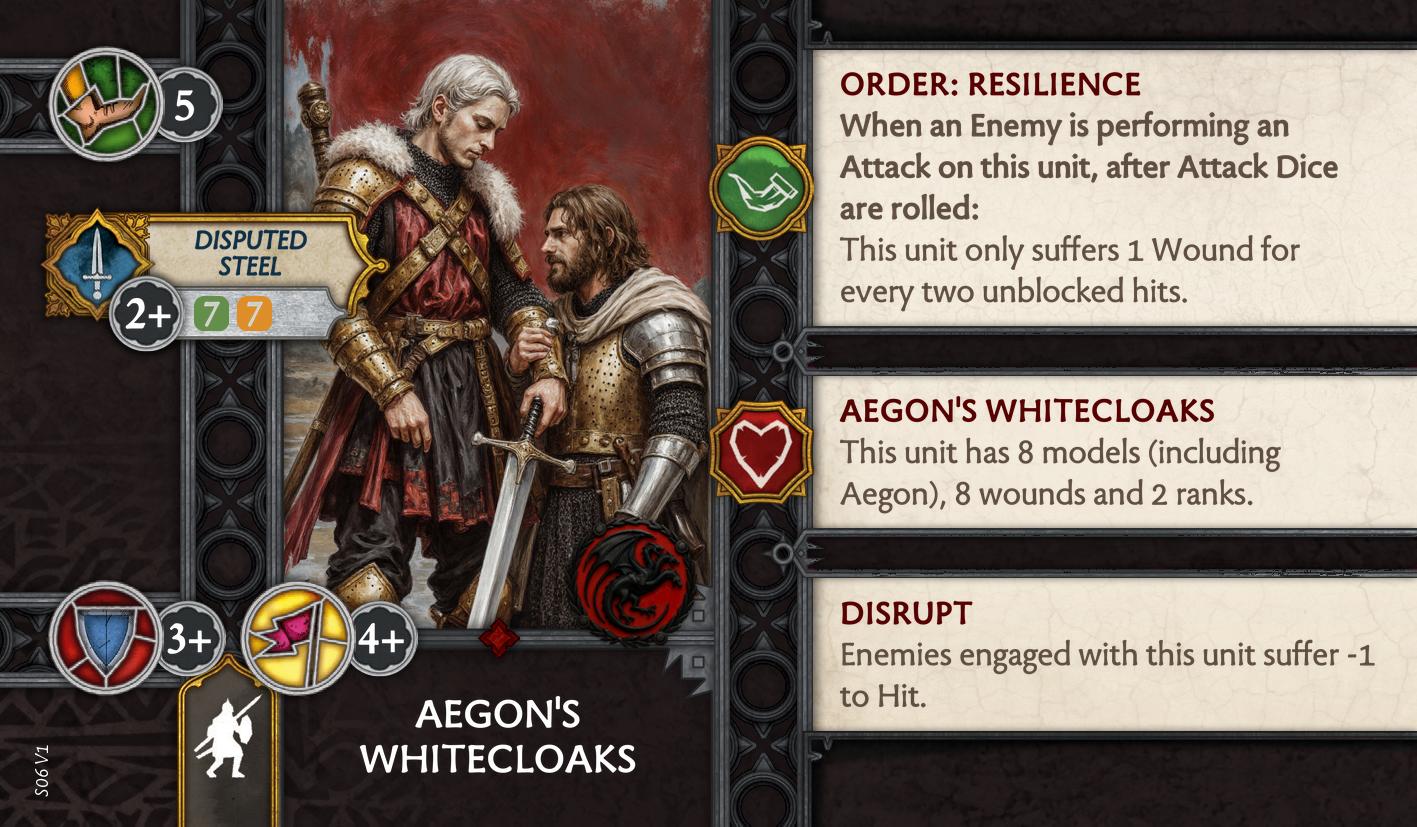 5
DISPUTED
STEEL
2+ 7 7
3+ 4+
AEGON'S
WHITECLOAKS
S06 V1
ORDER: RESILIENCE
When an Enemy is performing an
Attack on this unit, after Attack Dice
are rolled:
This unit only suffers 1 Wound for
every two unblocked hits.
AEGON'S WHITECLOAKS
This unit has 8 models (including
Aegon), 8 wounds and 2 ranks.
DISRUPT
Enemies engaged with this unit suffer -1
to Hit.